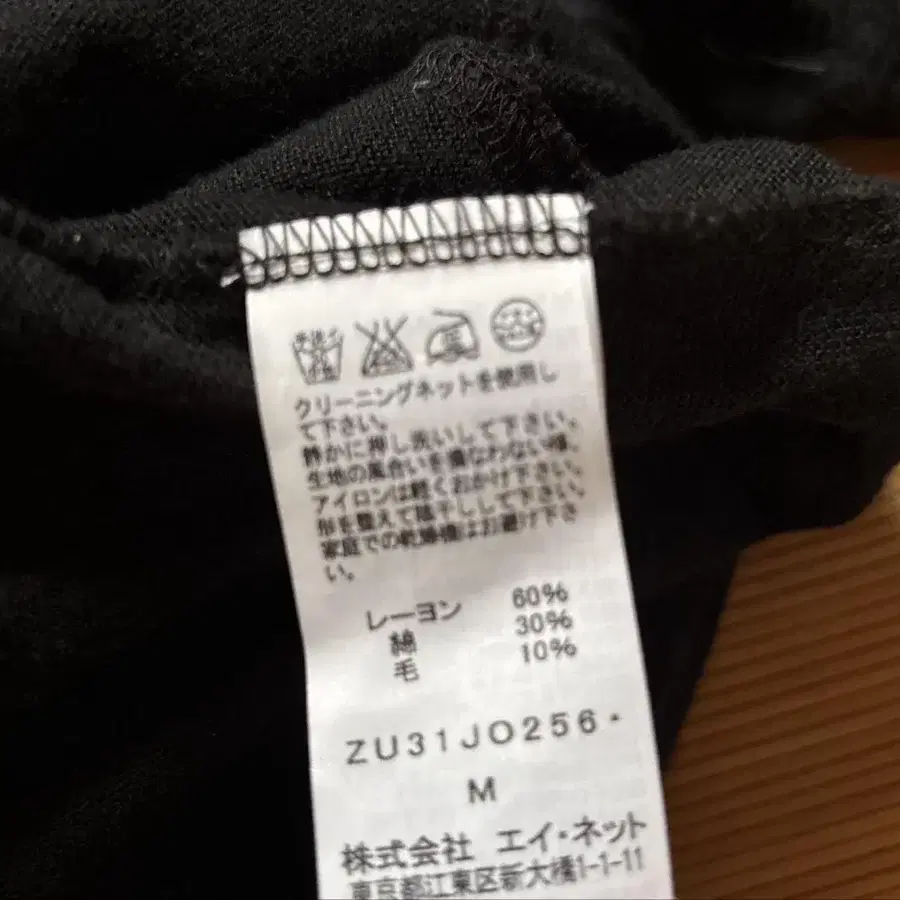 手洗イ
クリーニングネットを使用し
て下さい。
静かに押し洗いして下さい。
生地の風合いを損なわない様、
アイロンは軽くおかけ下さい。
形を整えて陰干しして下さい。
家庭での乾燥機はお避け下さ
い。
レーヨン 60%
綿 30%
毛 10%
ZU31JO256・
M
株式会社 エイ・ネット
東京都江東区新大橋1-1-11